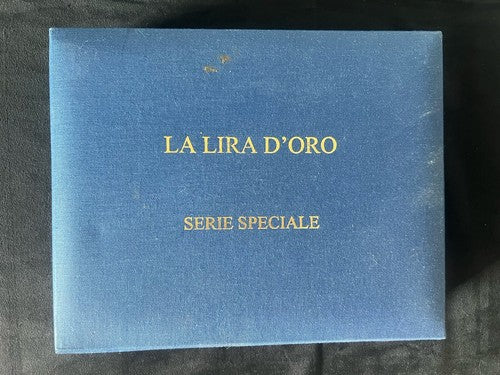 LA LIRA D'ORO
SERIE SPECIALE